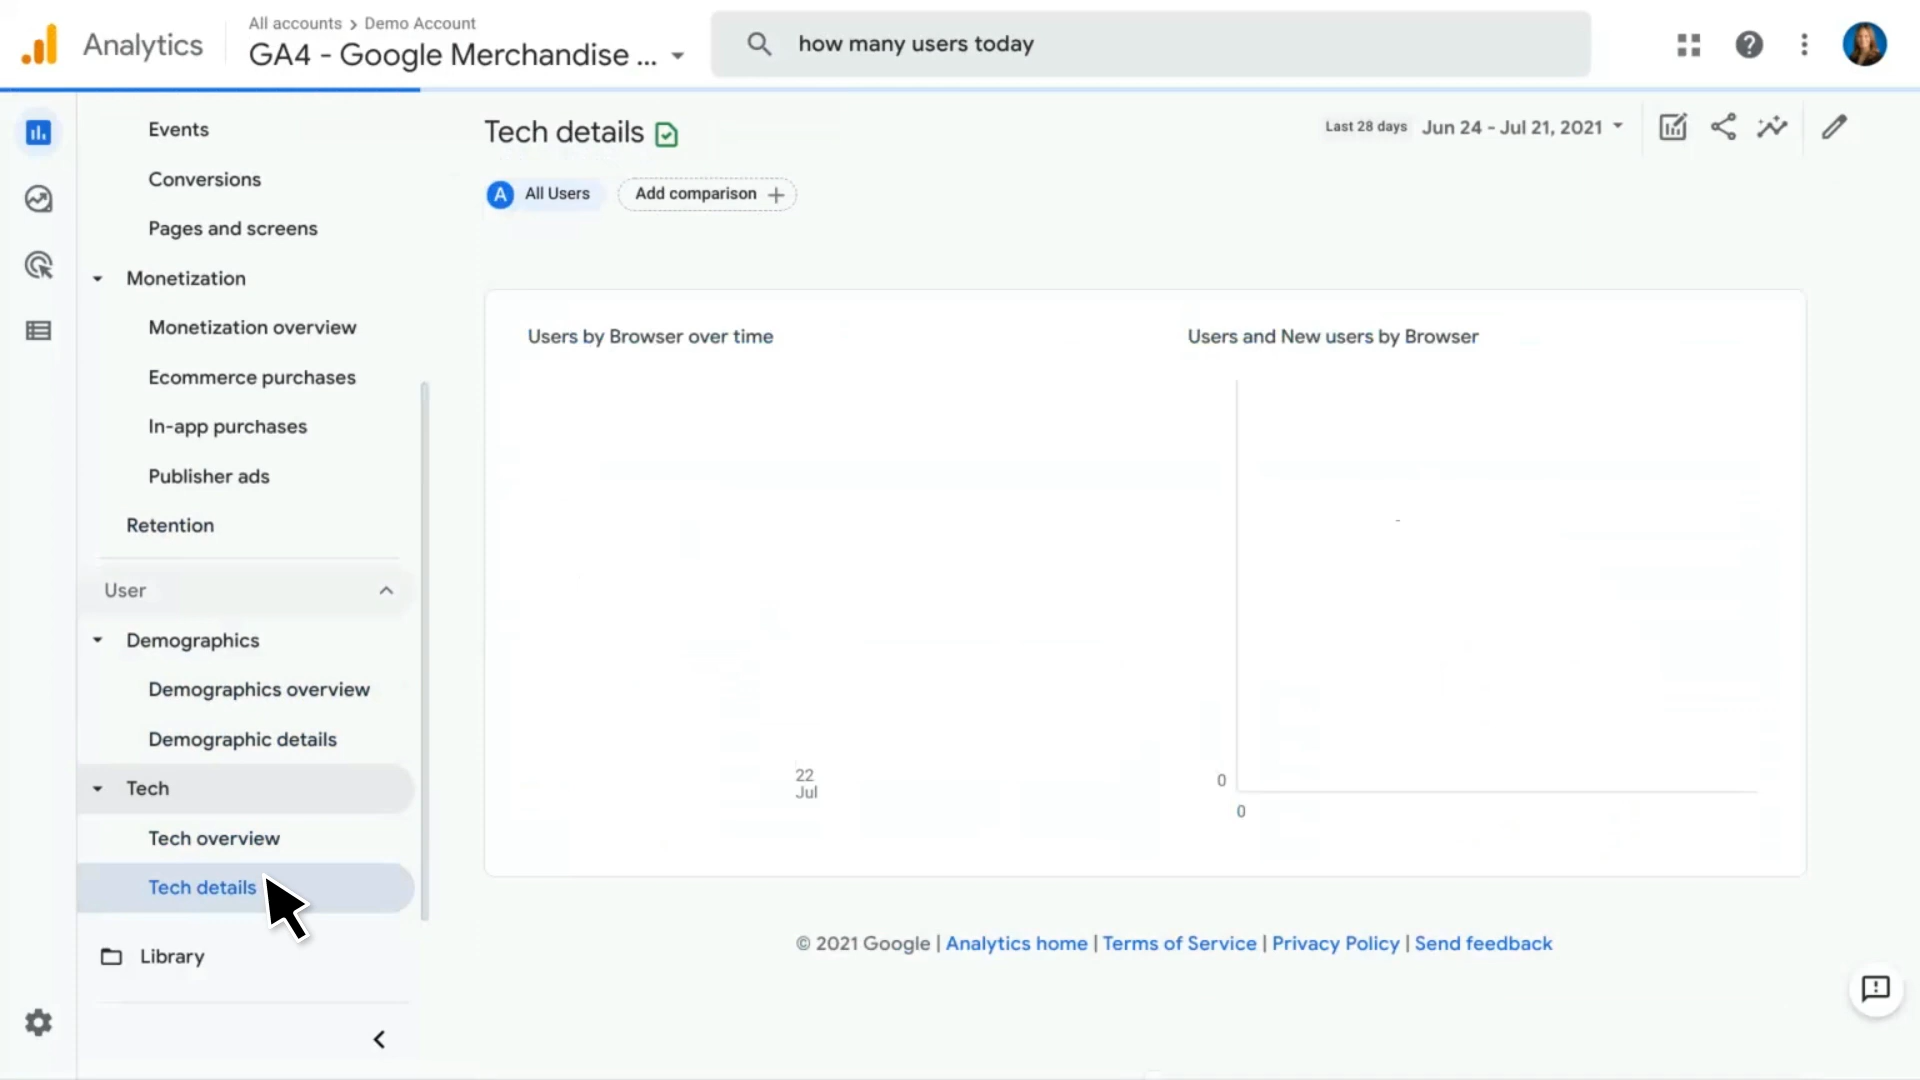 All accounts > Demo Account
Analytics
GA4 - Google Merchandise ...
how many users today
Events
Conversions
Pages and screens
Monetization
Monetization overview
Ecommerce purchases
In-app purchases
Publisher ads
Retention
User
Demographics
Demographics overview
Demographic details
Tech
Tech overview
Tech details
Library
Tech details
Last 28 days Jun 24 - Jul 21, 2021
A All Users
Add comparison +
Users by Browser over time
22
Jul
Users and New users by Browser
-
0
0
© 2021 Google | Analytics home | Terms of Service | Privacy Policy | Send feedback